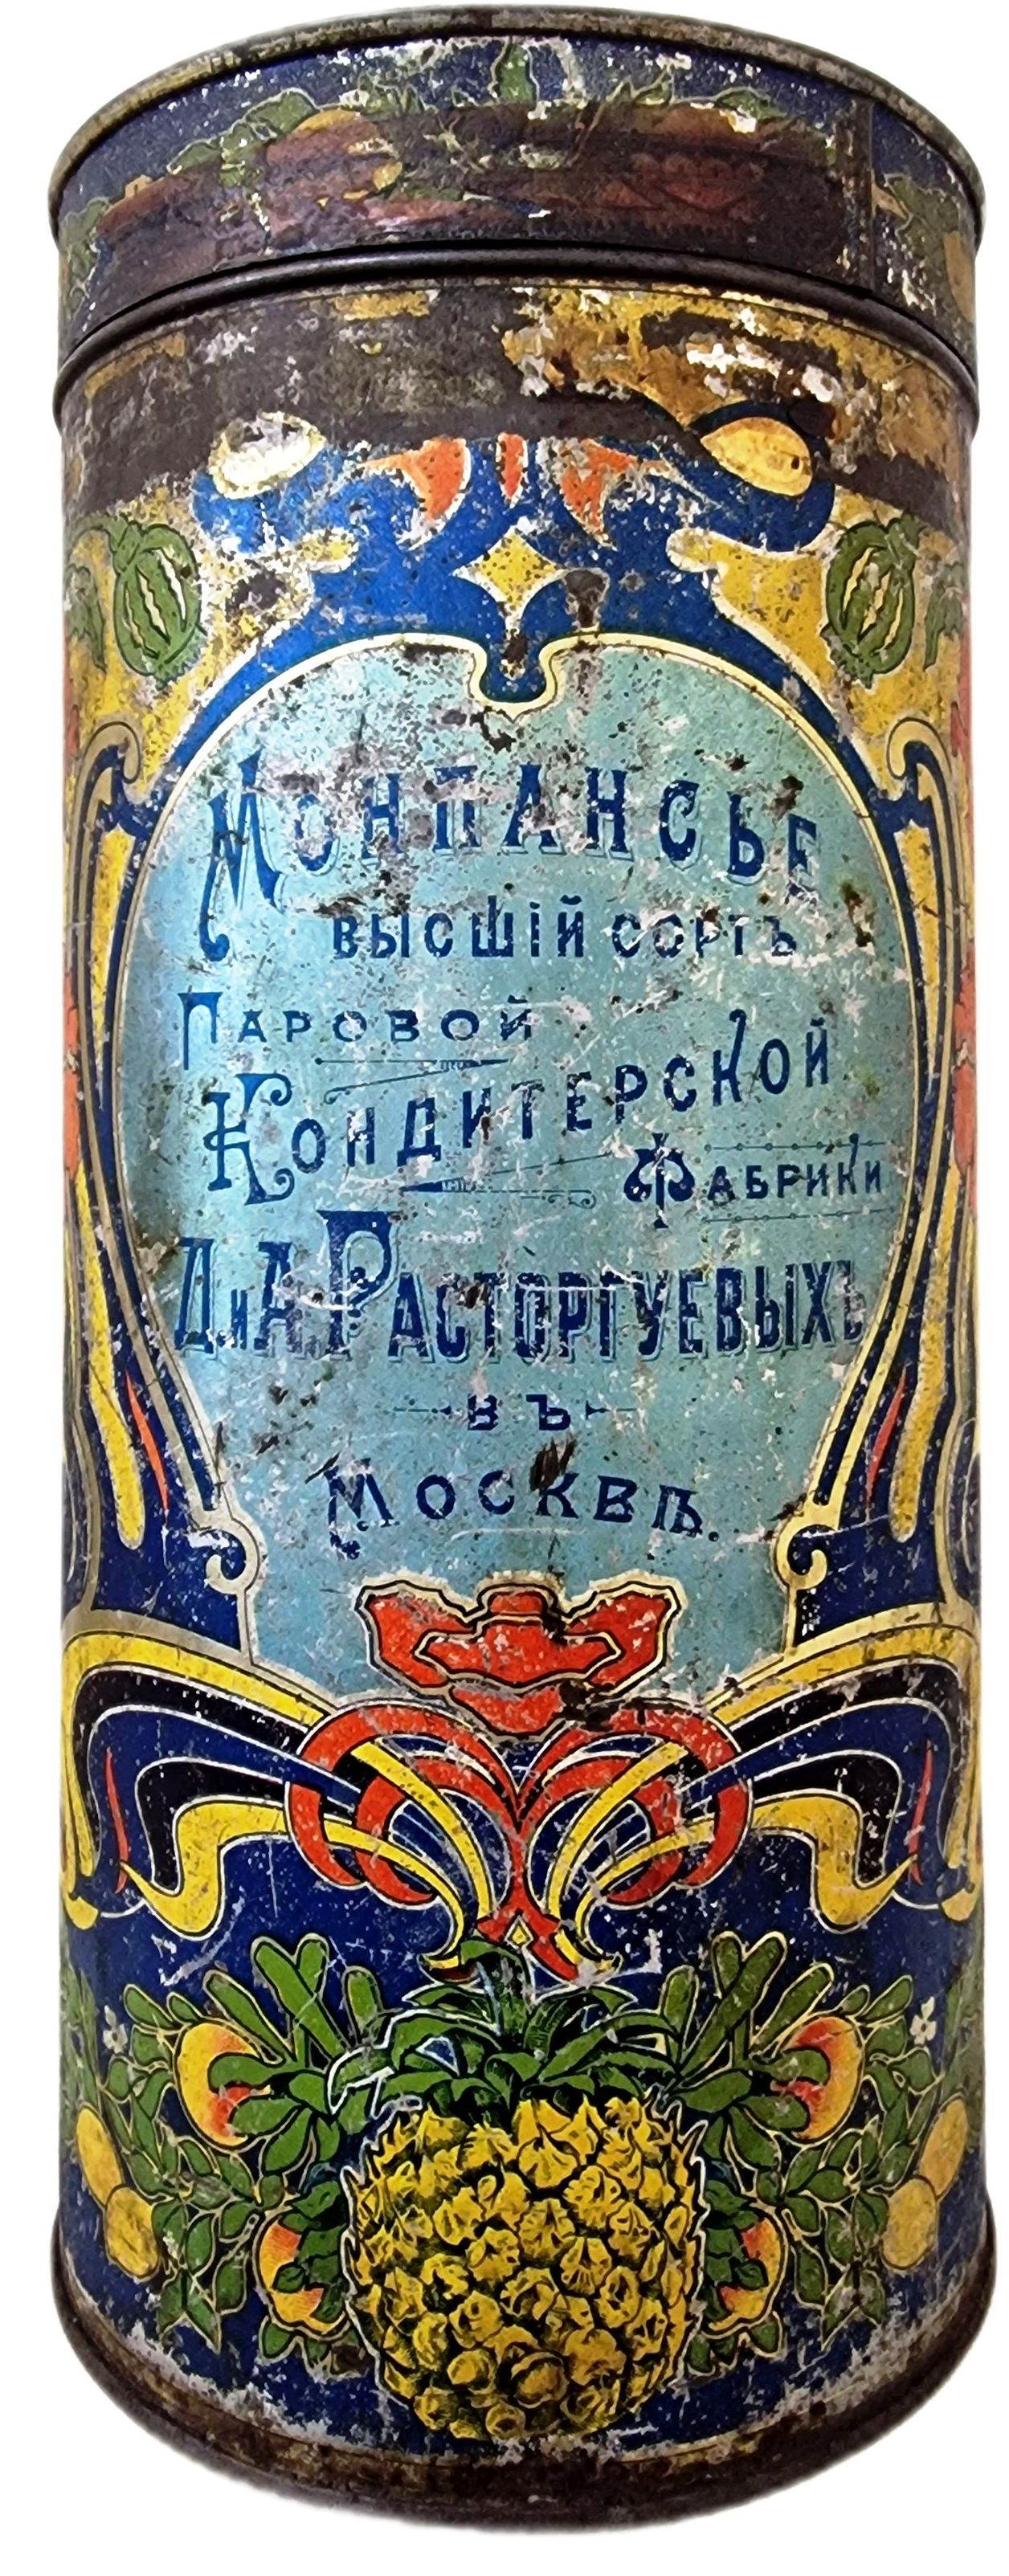 Монпансье
высшій сортъ
Паровой
Кондитерской
Фабрики
Д. и А. Расторгуевыхъ
въ
Москвѣ.